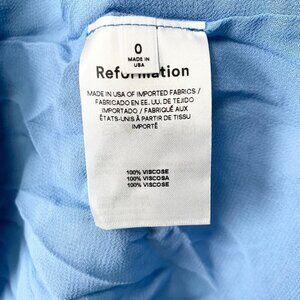 0
MADE IN
USA
Reformation
MADE IN USA OF IMPORTED FABRICS /
FABRICADO EN EE. UU. DE TEJIDO
IMPORTADO / FABRIQUÉ AUX
ÉTATS-UNIS À PARTIR DE TISSU
IMPORTÉ
100% VISCOSE
100% VISCOSA
100% VISCOSE